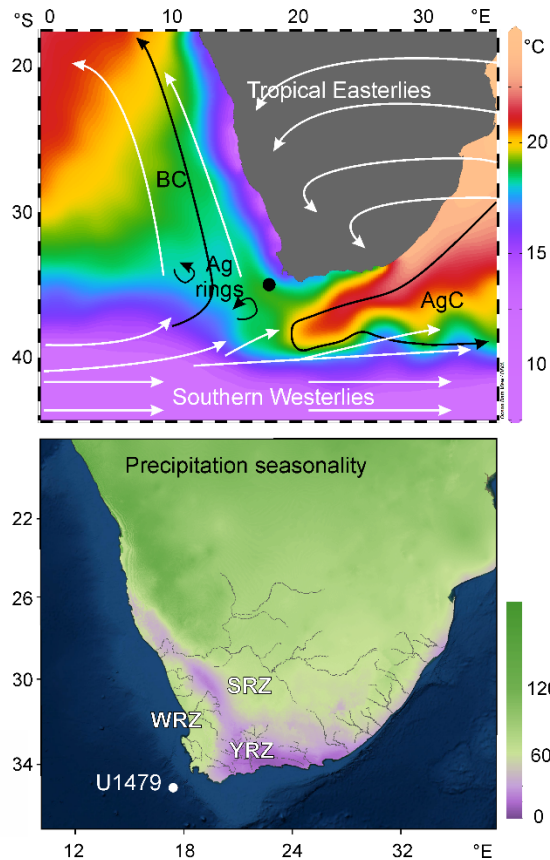 °S 0 10 20 30 °E
°C
20
Tropical Easterlies
20
BC
30
15
Ag
rings
AgC
40
10
Southern Westerlies
Precipitation seasonality
22
26
120
30
SRZ
WRZ
YRZ
34
U1479
0
12 18 24 32 °E